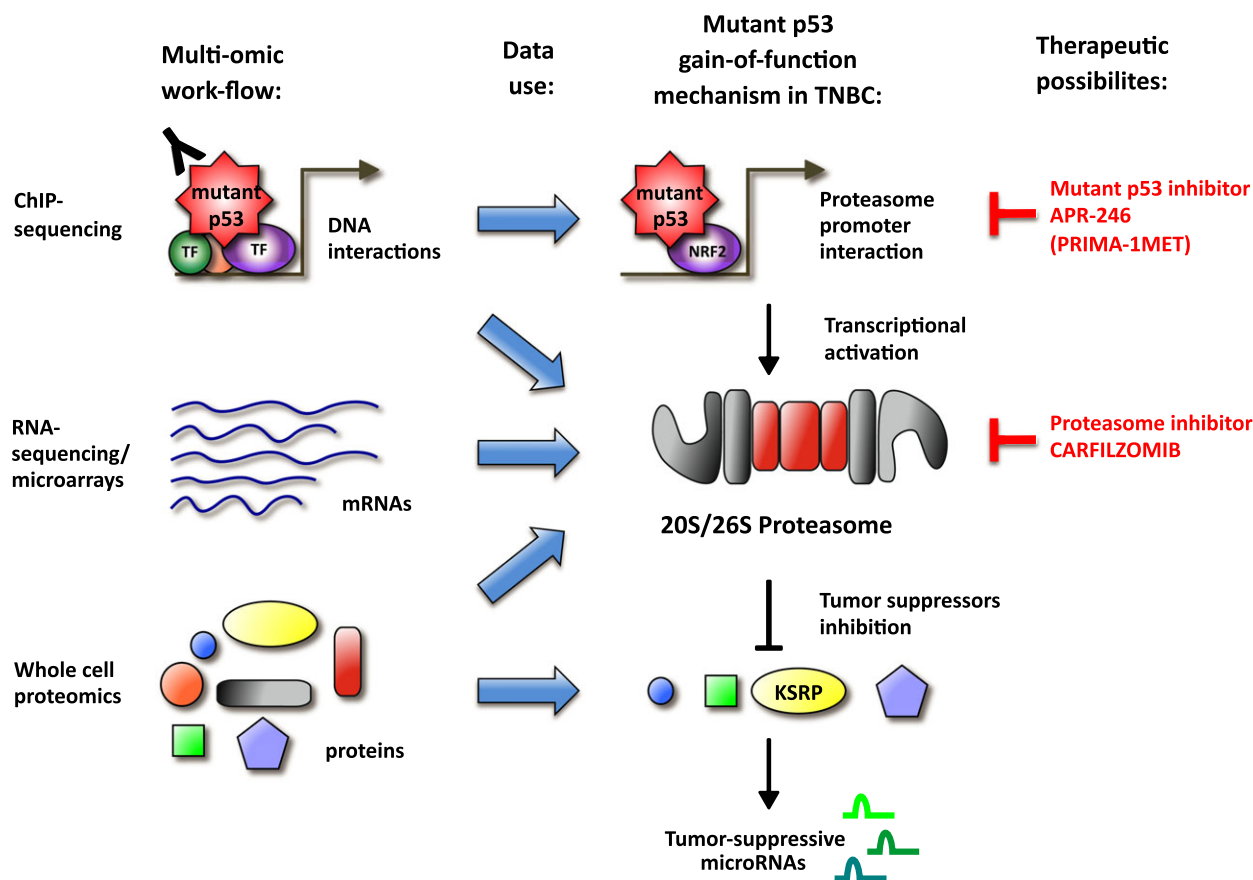 Multi-omic
work-flow:
Data
use:
Mutant p53
gain-of-function
mechanism in TNBC:
Therapeutic
possibilites:
ChIP-
sequencing
mutant
p53
TF
TF
DNA
interactions
mutant
p53
NRF2
Proteasome
promoter
interaction
Mutant p53 inhibitor
APR-246
(PRIMA-1MET)
Transcriptional
activation
RNA-
sequencing/
microarrays
mRNAs
20S/26S Proteasome
Proteasome inhibitor
CARFILZOMIB
Tumor suppressors
inhibition
Whole cell
proteomics
proteins
KSRP
Tumor-suppressive
microRNAs